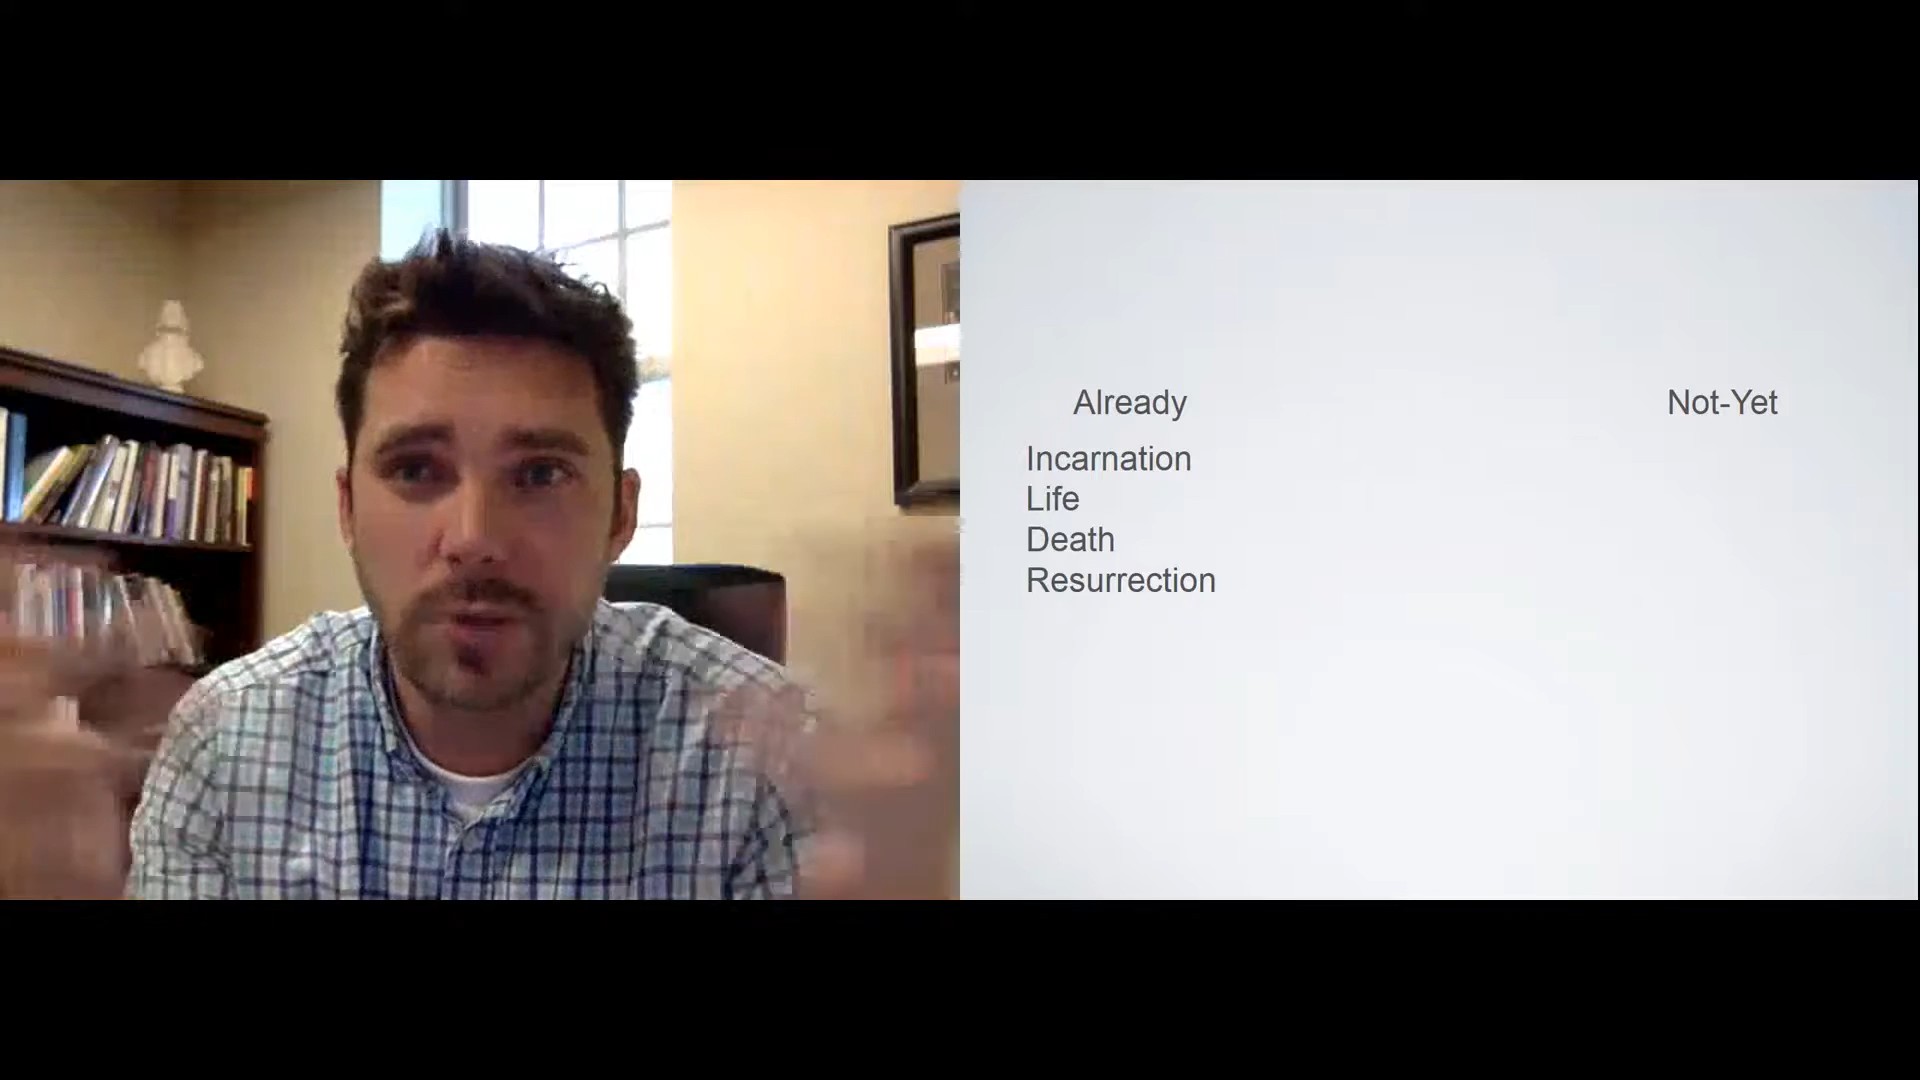 Already Not-Yet
Incarnation
Life
Death
Resurrection